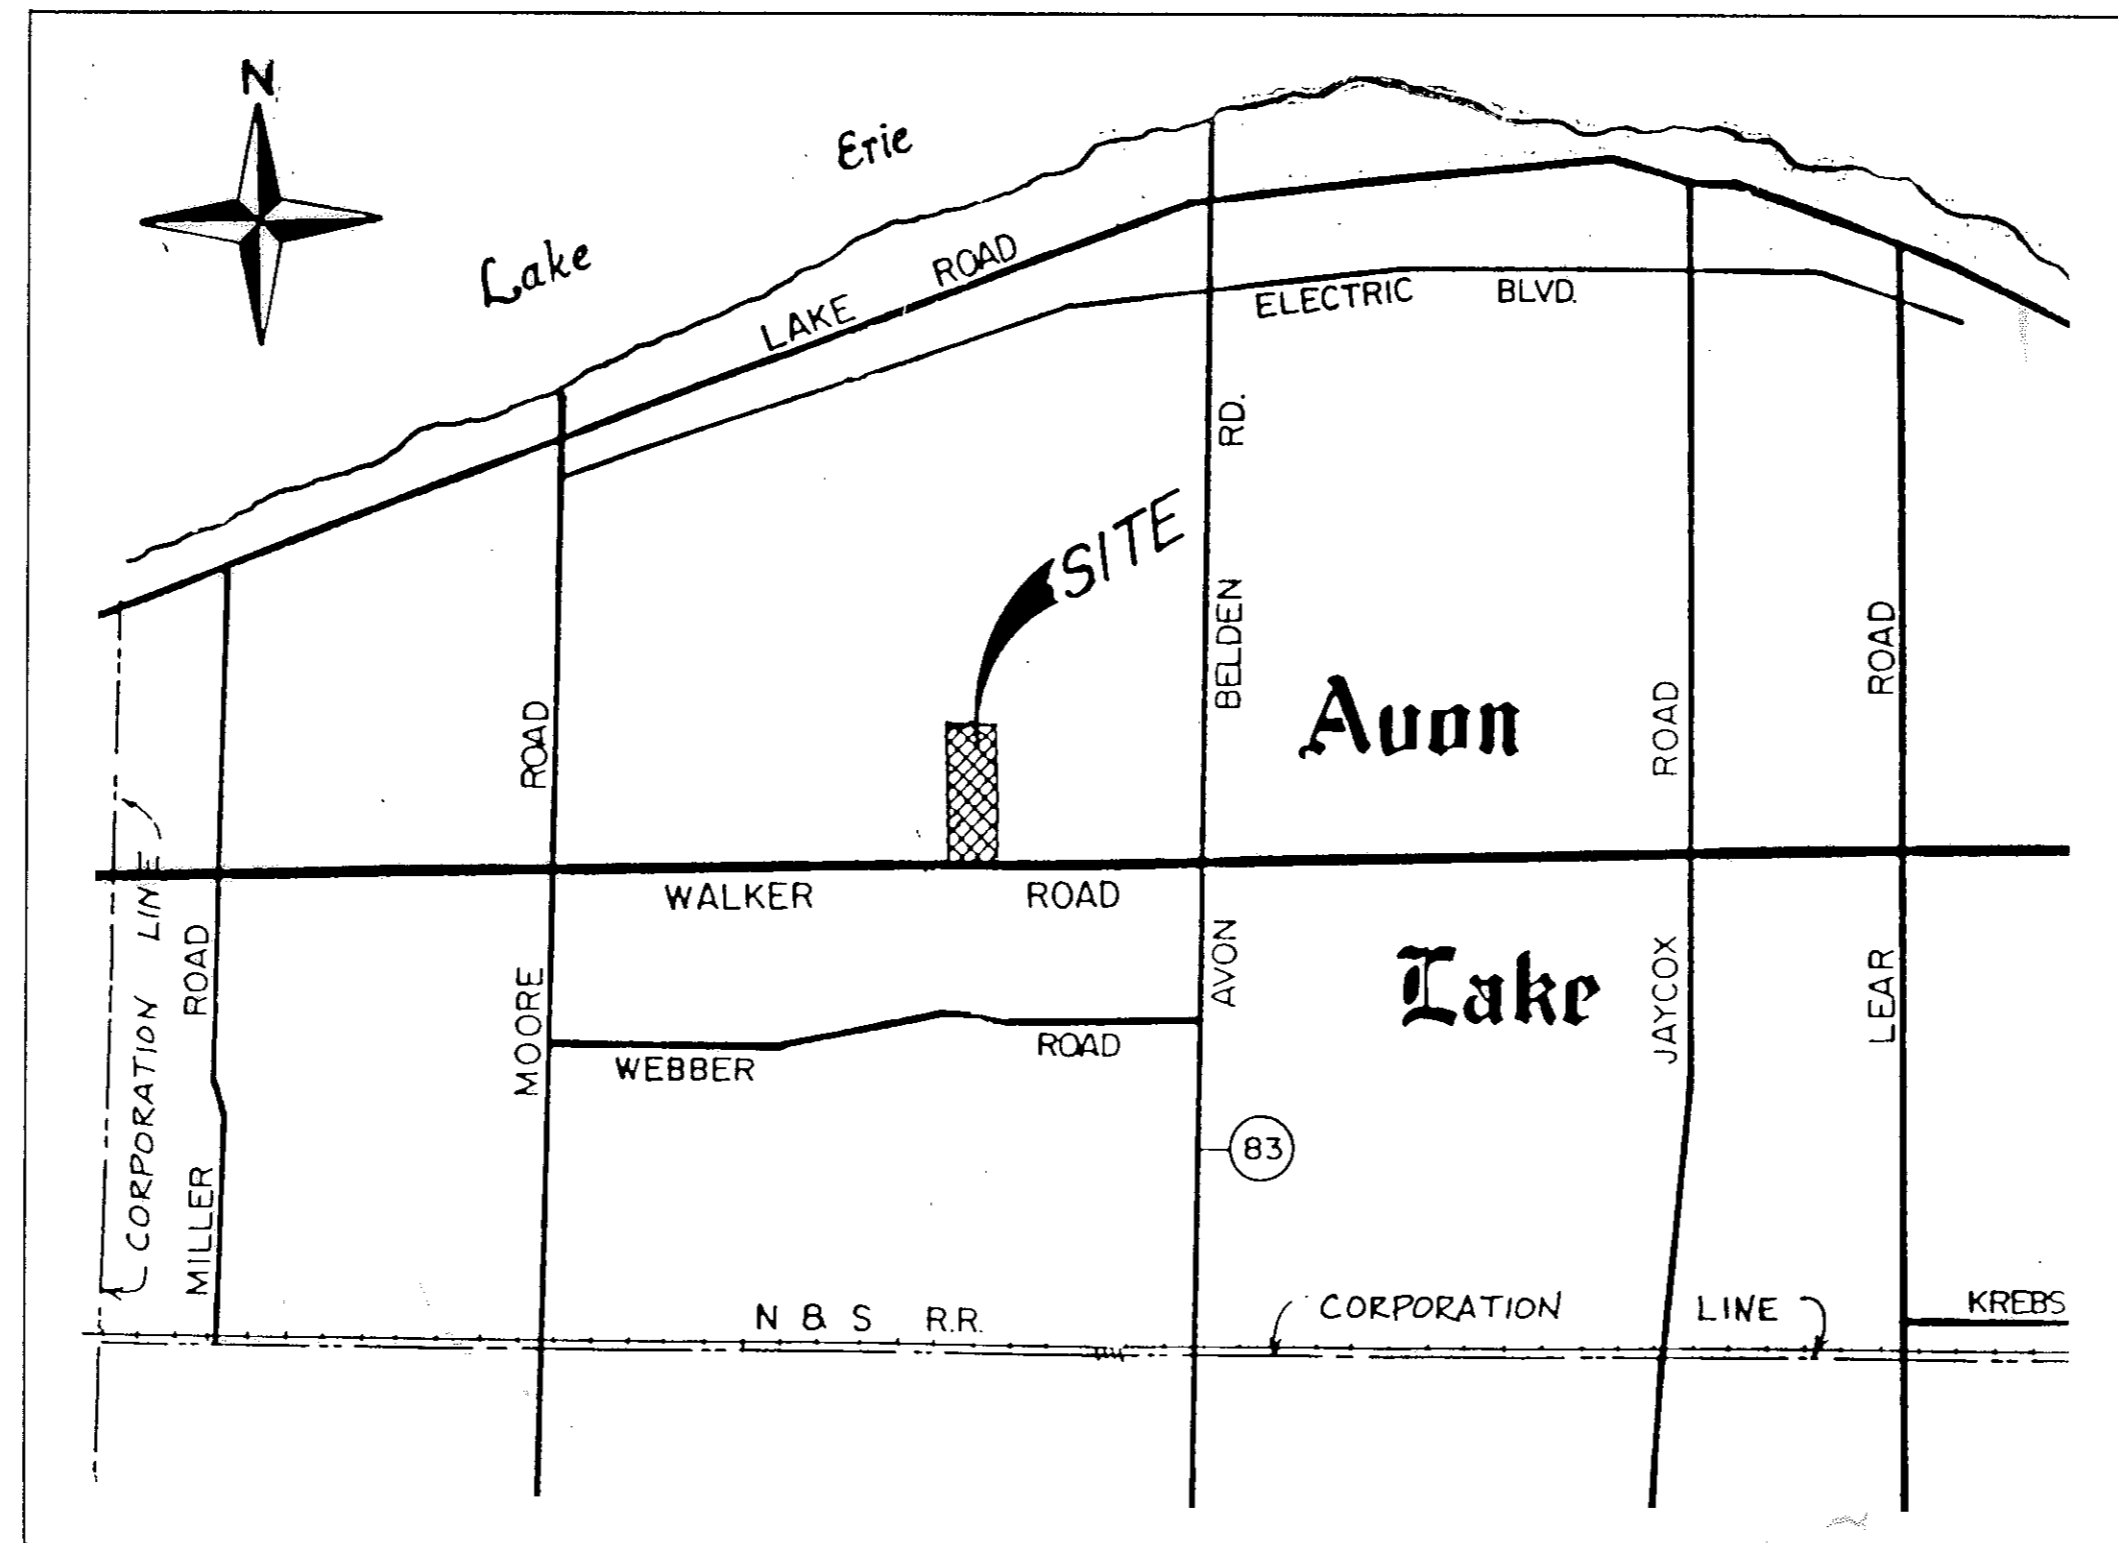 N
Lake Erie
LAKE ROAD
ELECTRIC BLVD.
AVON BELDEN RD.
SITE
MOORE ROAD
Avon
Lake
JAYCOX ROAD
LEAR ROAD
CORPORATION LINE
MILLER ROAD
WALKER ROAD
WEBBER ROAD
83
N & S R.R.
CORPORATION LINE
KREBS